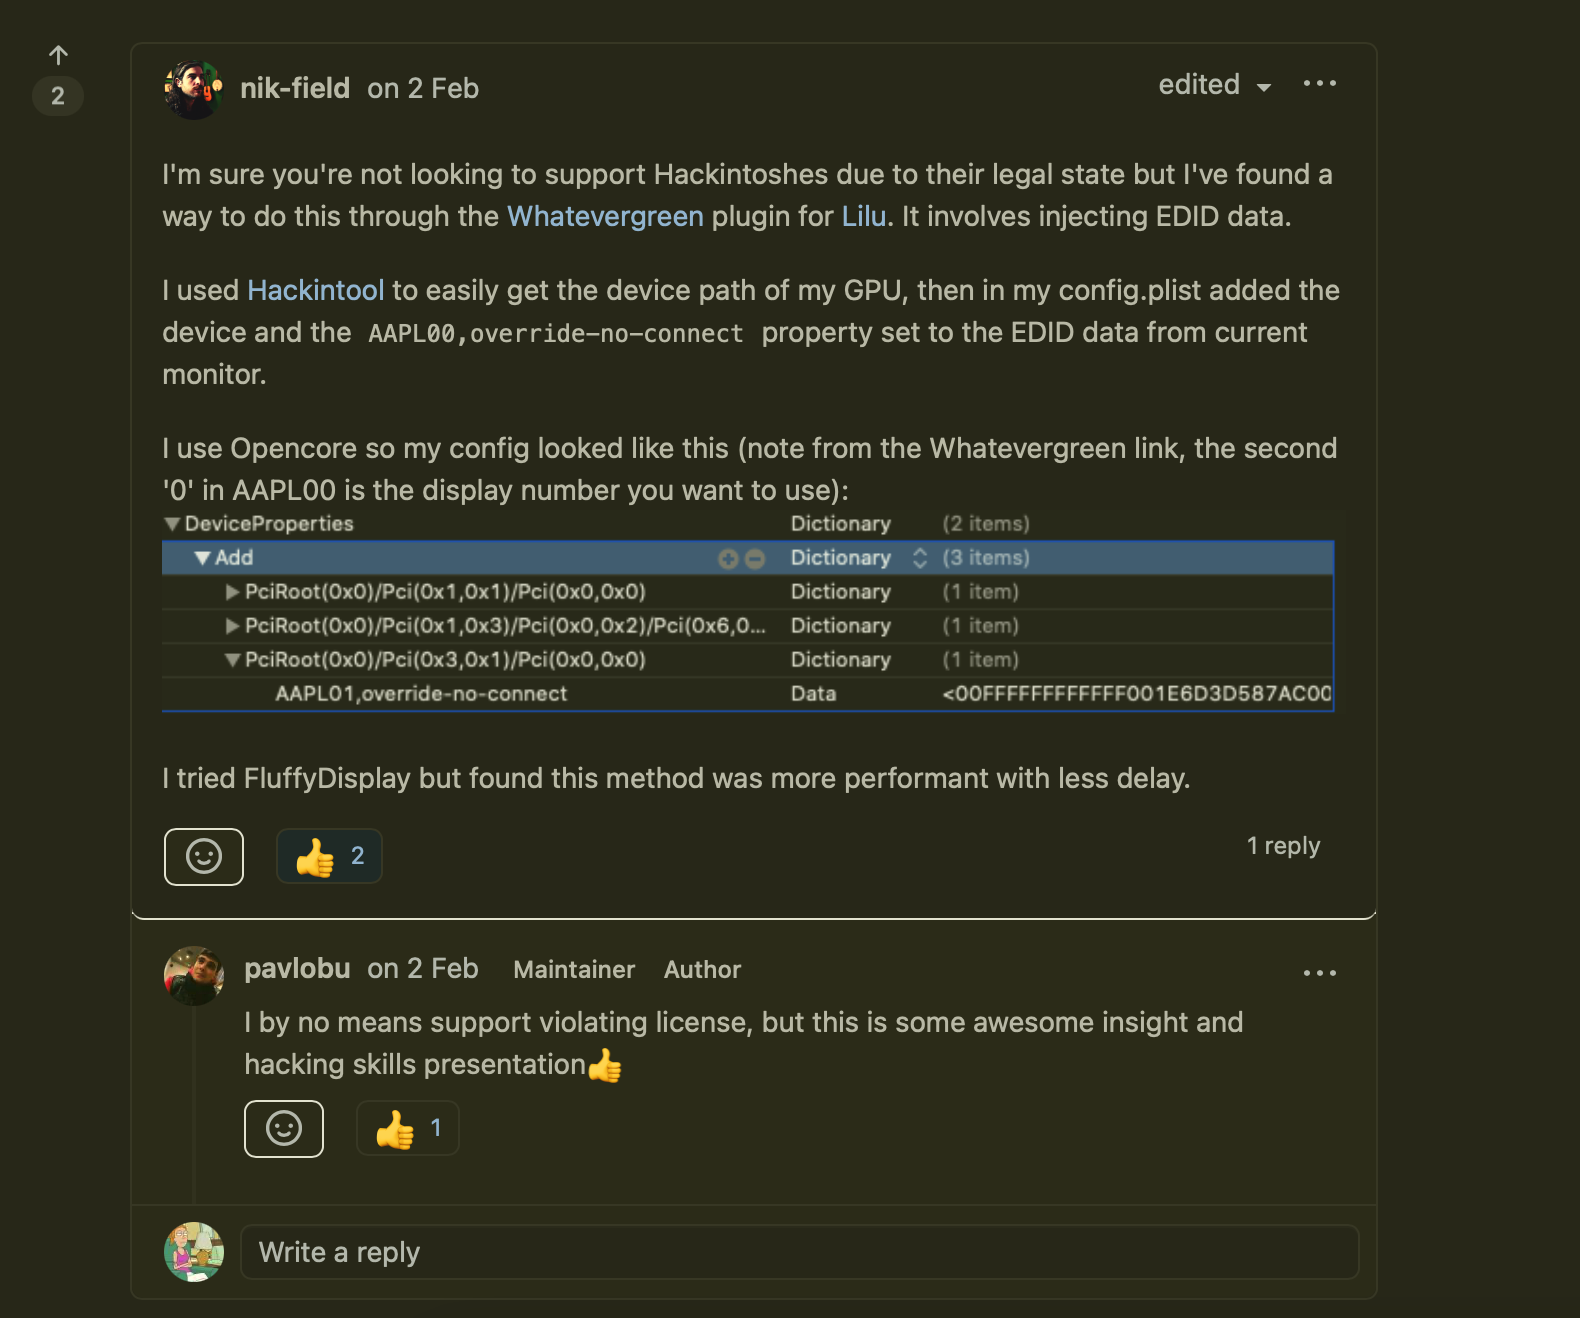 2
nik-field on 2 Feb
edited
I'm sure you're not looking to support Hackintoshes due to their legal state but I've found a
way to do this through the Whatevergreen plugin for Lilu. It involves injecting EDID data.
I used Hackintool to easily get the device path of my GPU, then in my config.plist added the
device and the AAPL00,override-no-connect property set to the EDID data from current
monitor.
I use Opencore so my config looked like this (note from the Whatevergreen link, the second
'0' in AAPL00 is the display number you want to use):
DeviceProperties Dictionary (2 items)
Add Dictionary (3 items)
PciRoot(0x0)/Pci(0x1,0x1)/Pci(0x0,0x0) Dictionary (1 item)
PciRoot(0x0)/Pci(0x1,0x3)/Pci(0x0,0x2)/Pci(0x6,0... Dictionary (1 item)
PciRoot(0x0)/Pci(0x3,0x1)/Pci(0x0,0x0) Dictionary (1 item)
AAPL01,override-no-connect Data <00FFFFFFFFFFFF001E6D3D587AC00
I tried FluffyDisplay but found this method was more performant with less delay.
👍 2
1 reply
pavlobu on 2 Feb Maintainer Author
I by no means support violating license, but this is some awesome insight and
hacking skills presentation👍
👍 1
Write a reply